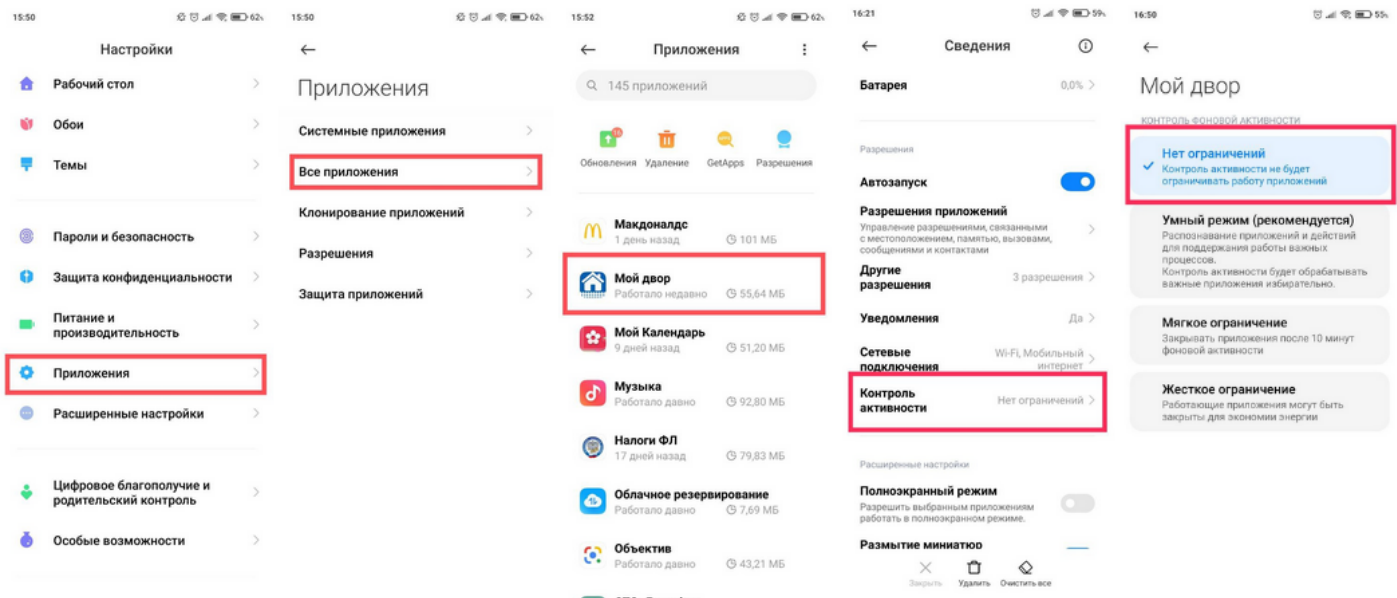 15:50
62%
Настройки
Рабочий стол
Обои
Темы
Пароли и безопасность
Защита конфиденциальности
Питание и
производительность
Приложения
Расширенные настройки
Цифровое благополучие и
родительский контроль
Особые возможности
15:50
62%
Приложения
Системные приложения
Все приложения
Клонирование приложений
Разрешения
Защита приложений
15:52
62%
Приложения
145 приложений
15
Обновления Удаление GetApps Разрешения
Макдоналдс
1 день назад 101 МБ
Мой двор
Работало недавно 55,64 МБ
Мой Календарь
9 дней назад 51,20 МБ
Музыка
Работало давно 92,80 МБ
Налоги ФЛ
17 дней назад 79,83 МБ
Облачное резервирование
Работало давно 7,69 МБ
Объектив
Работало давно 43,21 МБ
16:21
59%
Сведения
Батарея 0,0%
Разрешения
Автозапуск
Разрешения приложений
Управление разрешениями, связанными
с местоположением, памятью, вызовами,
сообщениями и контактами
Другие
разрешения
3 разрешения
Уведомления Да
Сетевые
подключения
Wi-Fi, Мобильный
интернет
Контроль
активности
Нет ограничений
Расширенные настройки
Полноэкранный режим
Разрешить выбранным приложениям
работать в полноэкранном режиме.
Размытие миниатюр
Закрыть Удалить Очистить все
16:50
55%
Мой двор
КОНТРОЛЬ ФОНОВОЙ АКТИВНОСТИ
Нет ограничений
Контроль активности не будет
ограничивать работу приложений
Умный режим (рекомендуется)
Распознавание приложений и действий
для поддержания работы важных
процессов.
Контроль активности будет обрабатывать
важные приложения избирательно.
Мягкое ограничение
Закрывать приложения после 10 минут
фоновой активности
Жесткое ограничение
Работающие приложения могут быть
закрыты для экономии энергии